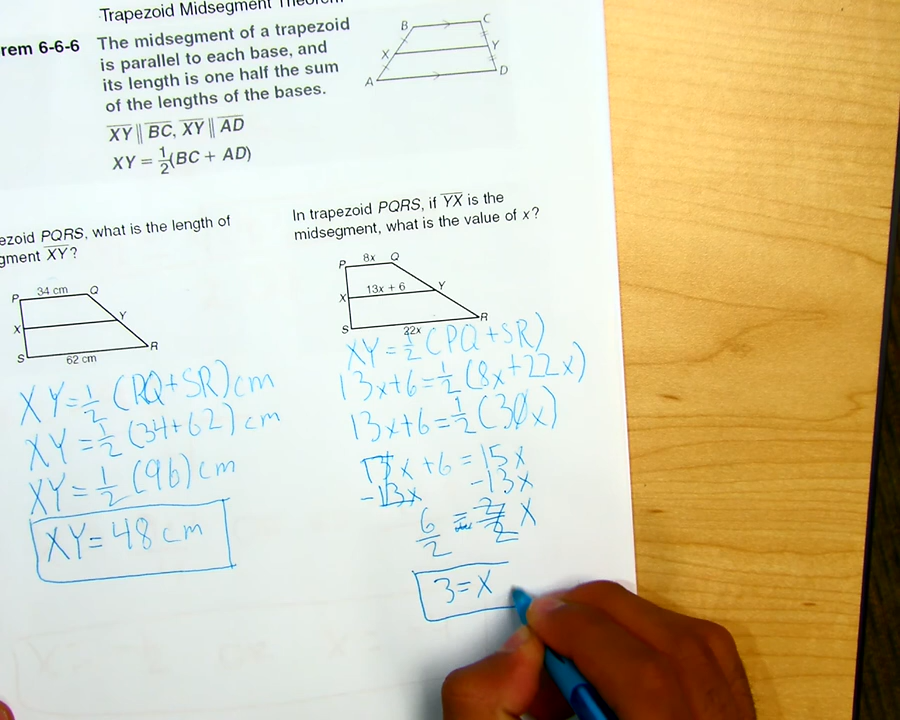 Trapezoid Midsegment Theorem
rem 6-6-6
The midsegment of a trapezoid
is parallel to each base, and
its length is one half the sum
of the lengths of the bases.
XY ∥ BC, XY ∥ AD
XY = 1/2(BC + AD)
B C
X Y
A D
ezoid PQRS, what is the length of
gment XY?
P 34 cm Q
X Y
S 62 cm R
XY=1/2(PQ+SR)cm
XY=1/2(34+62)cm
XY=1/2(96)cm
XY=48cm
In trapezoid PQRS, if YX is the
midsegment, what is the value of x?
P 8x Q
X 13x + 6 Y
S 22x R
XY=1/2(PQ+SR)
13x+6=1/2(8x+22x)
13x+6=1/2(30x)
13x+6=15x
-13x -13x
6/2 = 2/2 x
3=x